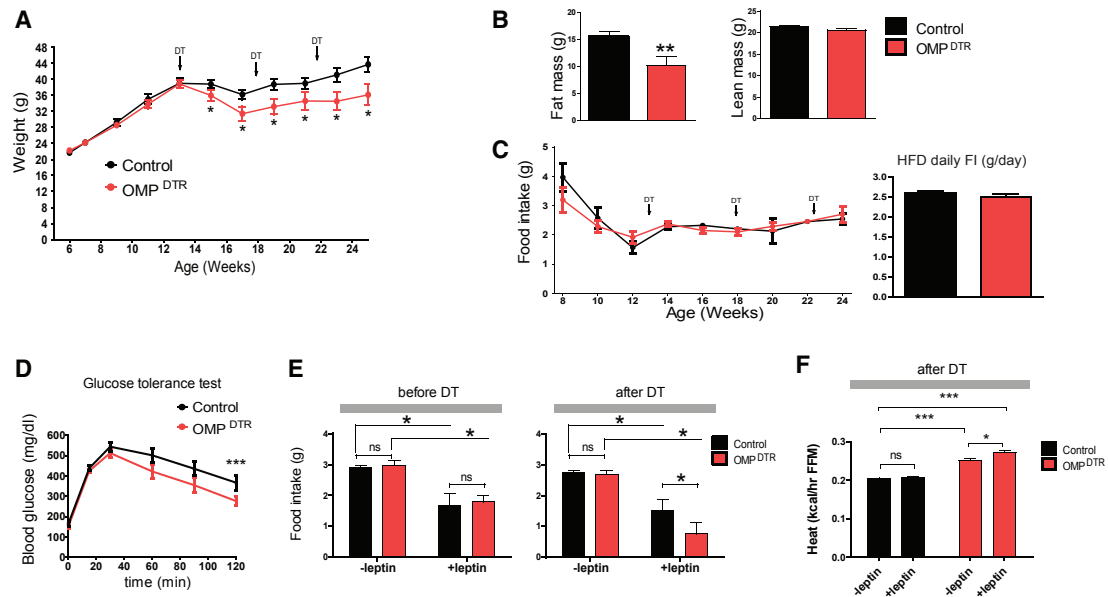 A
48
44
40
36
32
28
24
20
16
12
8
4
0
Weight (g)
DT
DT
DT
*
*
*
*
*
*
Control
OMP DTR
6 8 10 12 14 16 18 20 22 24
Age (Weeks)
B
20
15
10
5
0
Fat mass (g)
**
25
20
15
10
5
0
Lean mass (g)
Control
OMP DTR
C
5
4
3
2
1
0
Food intake (g)
DT
DT
DT
8 10 12 14 16 18 20 22 24
Age (Weeks)
HFD daily FI (g/day)
3.0
2.5
2.0
1.5
1.0
0.5
0.0
D
Glucose tolerance test
Control
OMP DTR
600
500
400
300
200
100
0
Blood glucose (mg/dl)
***
0 20 40 60 80 100 120
time (min)
E
before DT
*
ns
*
ns
4
3
2
1
0
Food intake (g)
-leptin +leptin
after DT
*
ns
*
*
4
3
2
1
0
-leptin +leptin
Control
OMP DTR
F
after DT
***
***
ns
*
0.3
0.2
0.1
0.0
Heat (kcal/hr FFM)
-leptin +leptin -leptin +leptin
Control
OMP DTR